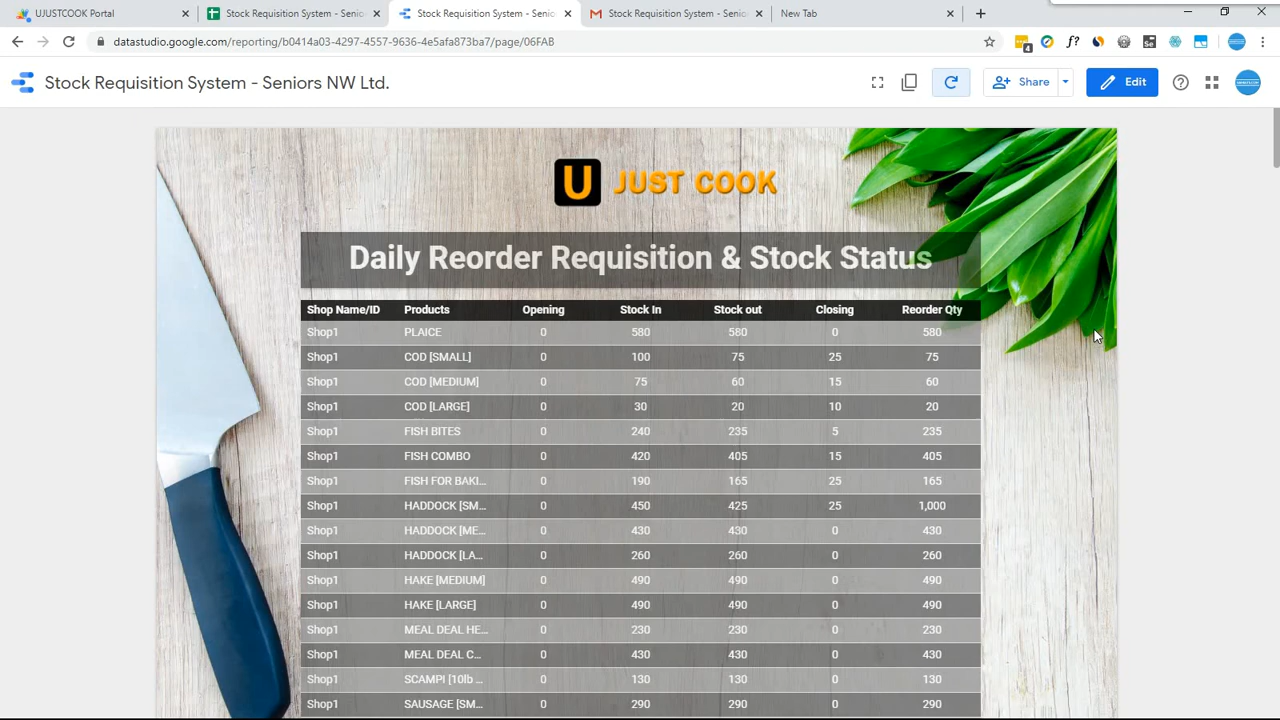 UJUSTCOOK Portal
Stock Requisition System - Senio
Stock Requisition System - Senio
Stock Requisition System - Senio
New Tab
datastudio.google.com/reporting/b0414a03-4297-4557-9636-4e5afa873ba7/page/06FAB
4
f?
Se
Stock Requisition System - Seniors NW Ltd.
Share
Edit
U JUST COOK
Daily Reorder Requisition & Stock Status
Shop Name/ID Products Opening Stock In Stock out Closing Reorder Qty
Shop1 PLAICE 0 580 580 0 580
Shop1 COD [SMALL] 0 100 75 25 75
Shop1 COD [MEDIUM] 0 75 60 15 60
Shop1 COD [LARGE] 0 30 20 10 20
Shop1 FISH BITES 0 240 235 5 235
Shop1 FISH COMBO 0 420 405 15 405
Shop1 FISH FOR BAKI... 0 190 165 25 165
Shop1 HADDOCK [SM... 0 450 425 25 1,000
Shop1 HADDOCK [ME... 0 430 430 0 430
Shop1 HADDOCK [LA... 0 260 260 0 260
Shop1 HAKE [MEDIUM] 0 490 490 0 490
Shop1 HAKE [LARGE] 0 490 490 0 490
Shop1 MEAL DEAL HE... 0 230 230 0 230
Shop1 MEAL DEAL C... 0 430 430 0 430
Shop1 SCAMPI [10lb ... 0 130 130 0 130
Shop1 SAUSAGE [SM... 0 290 290 0 290